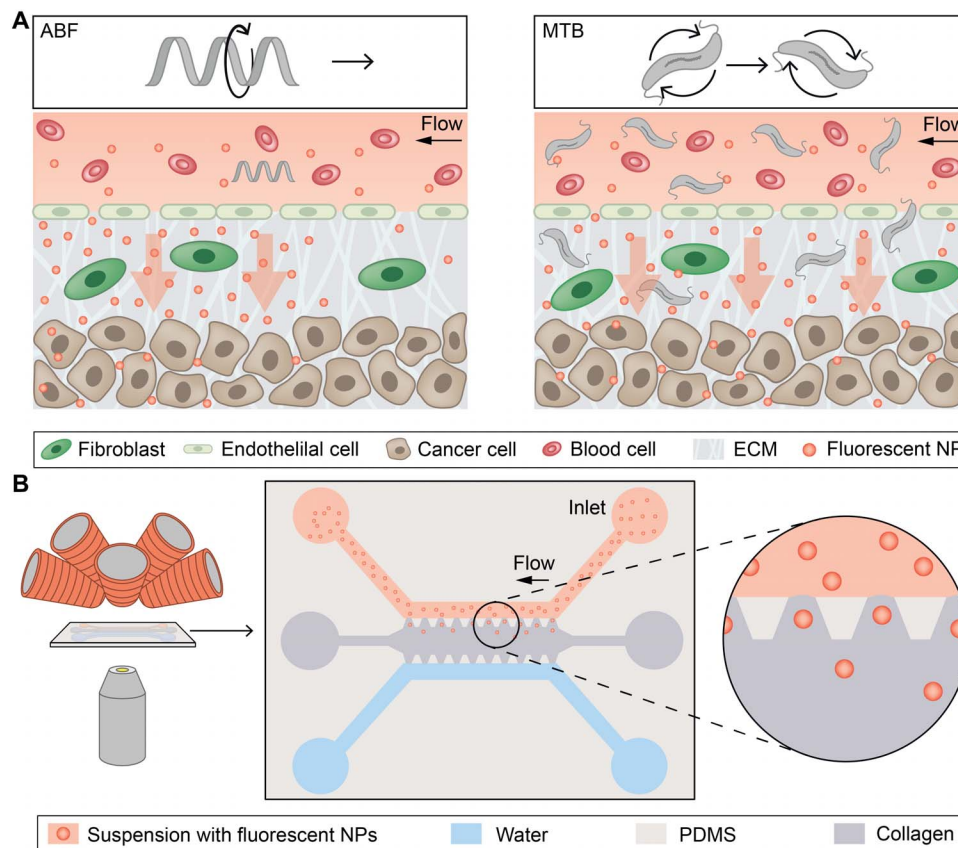 A
ABF
MTB
Flow
Flow
Fibroblast
Endothelilal cell
Cancer cell
Blood cell
ECM
Fluorescent NP
B
Inlet
Flow
Suspension with fluorescent NPs
Water
PDMS
Collagen